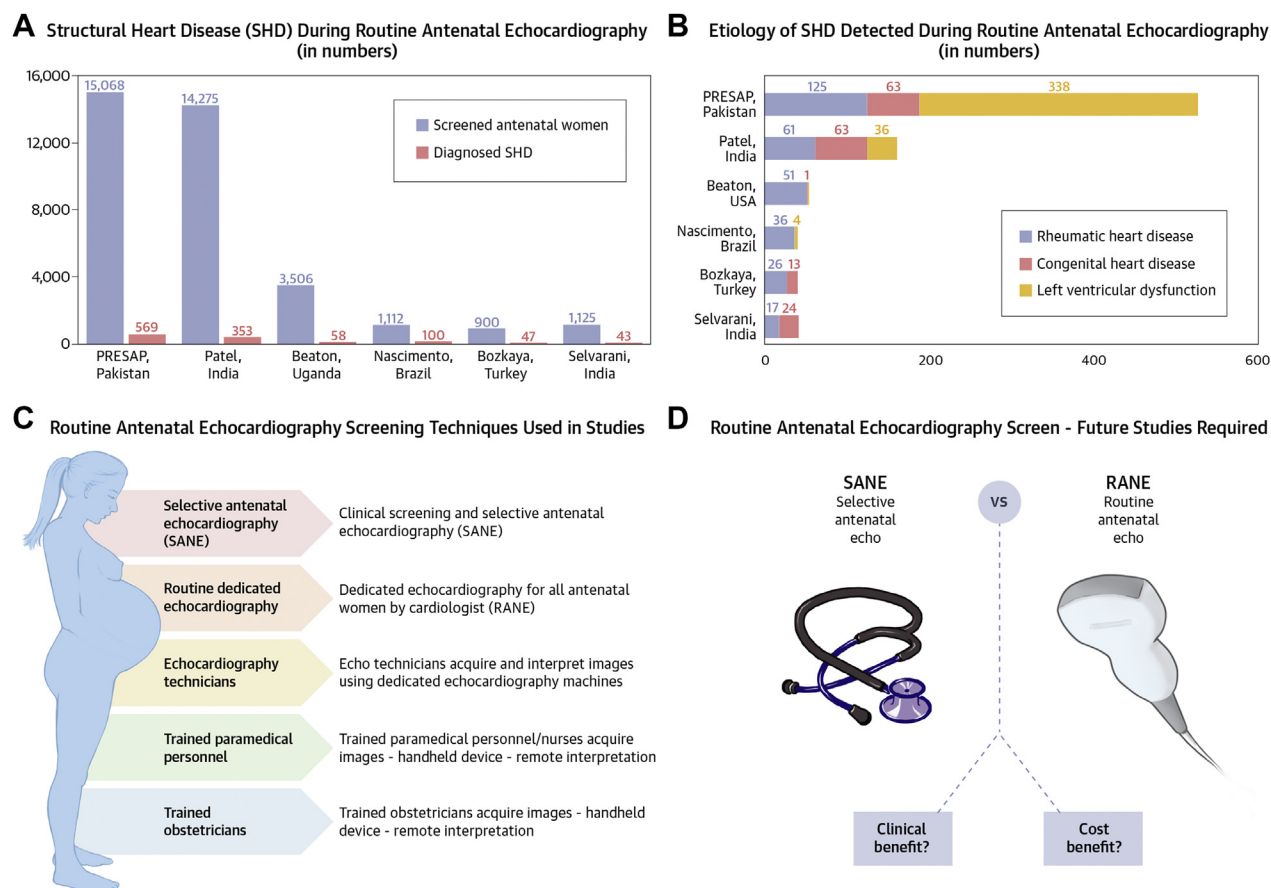 A Structural Heart Disease (SHD) During Routine Antenatal Echocardiography
(in numbers)
16,000
12,000
8,000
4,000
0
15,068
569
14,275
353
3,506
58
1,112
100
900
47
1,125
43
Screened antenatal women
Diagnosed SHD
PRESAP,
Pakistan
Patel,
India
Beaton,
Uganda
Nascimento,
Brazil
Bozkaya,
Turkey
Selvarani,
India
B Etiology of SHD Detected During Routine Antenatal Echocardiography
(in numbers)
PRESAP,
Pakistan
125 63 338
Patel,
India
61 63 36
Beaton,
USA
51 1
Nascimento,
Brazil
36 4
Bozkaya,
Turkey
26 13
Selvarani,
India
17 24
Rheumatic heart disease
Congenital heart disease
Left ventricular dysfunction
0 200 400 600
C Routine Antenatal Echocardiography Screening Techniques Used in Studies
Selective antenatal
echocardiography
(SANE)
Clinical screening and selective antenatal
echocardiography (SANE)
Routine dedicated
echocardiography
Dedicated echocardiography for all antenatal
women by cardiologist (RANE)
Echocardiography
technicians
Echo technicians acquire and interpret images
using dedicated echocardiography machines
Trained paramedical
personnel
Trained paramedical personnel/nurses acquire
images - handheld device - remote interpretation
Trained
obstetricians
Trained obstetricians acquire images - handheld
device - remote interpretation
D Routine Antenatal Echocardiography Screen - Future Studies Required
SANE
Selective
antenatal
echo
VS
RANE
Routine
antenatal
echo
Clinical
benefit?
Cost
benefit?